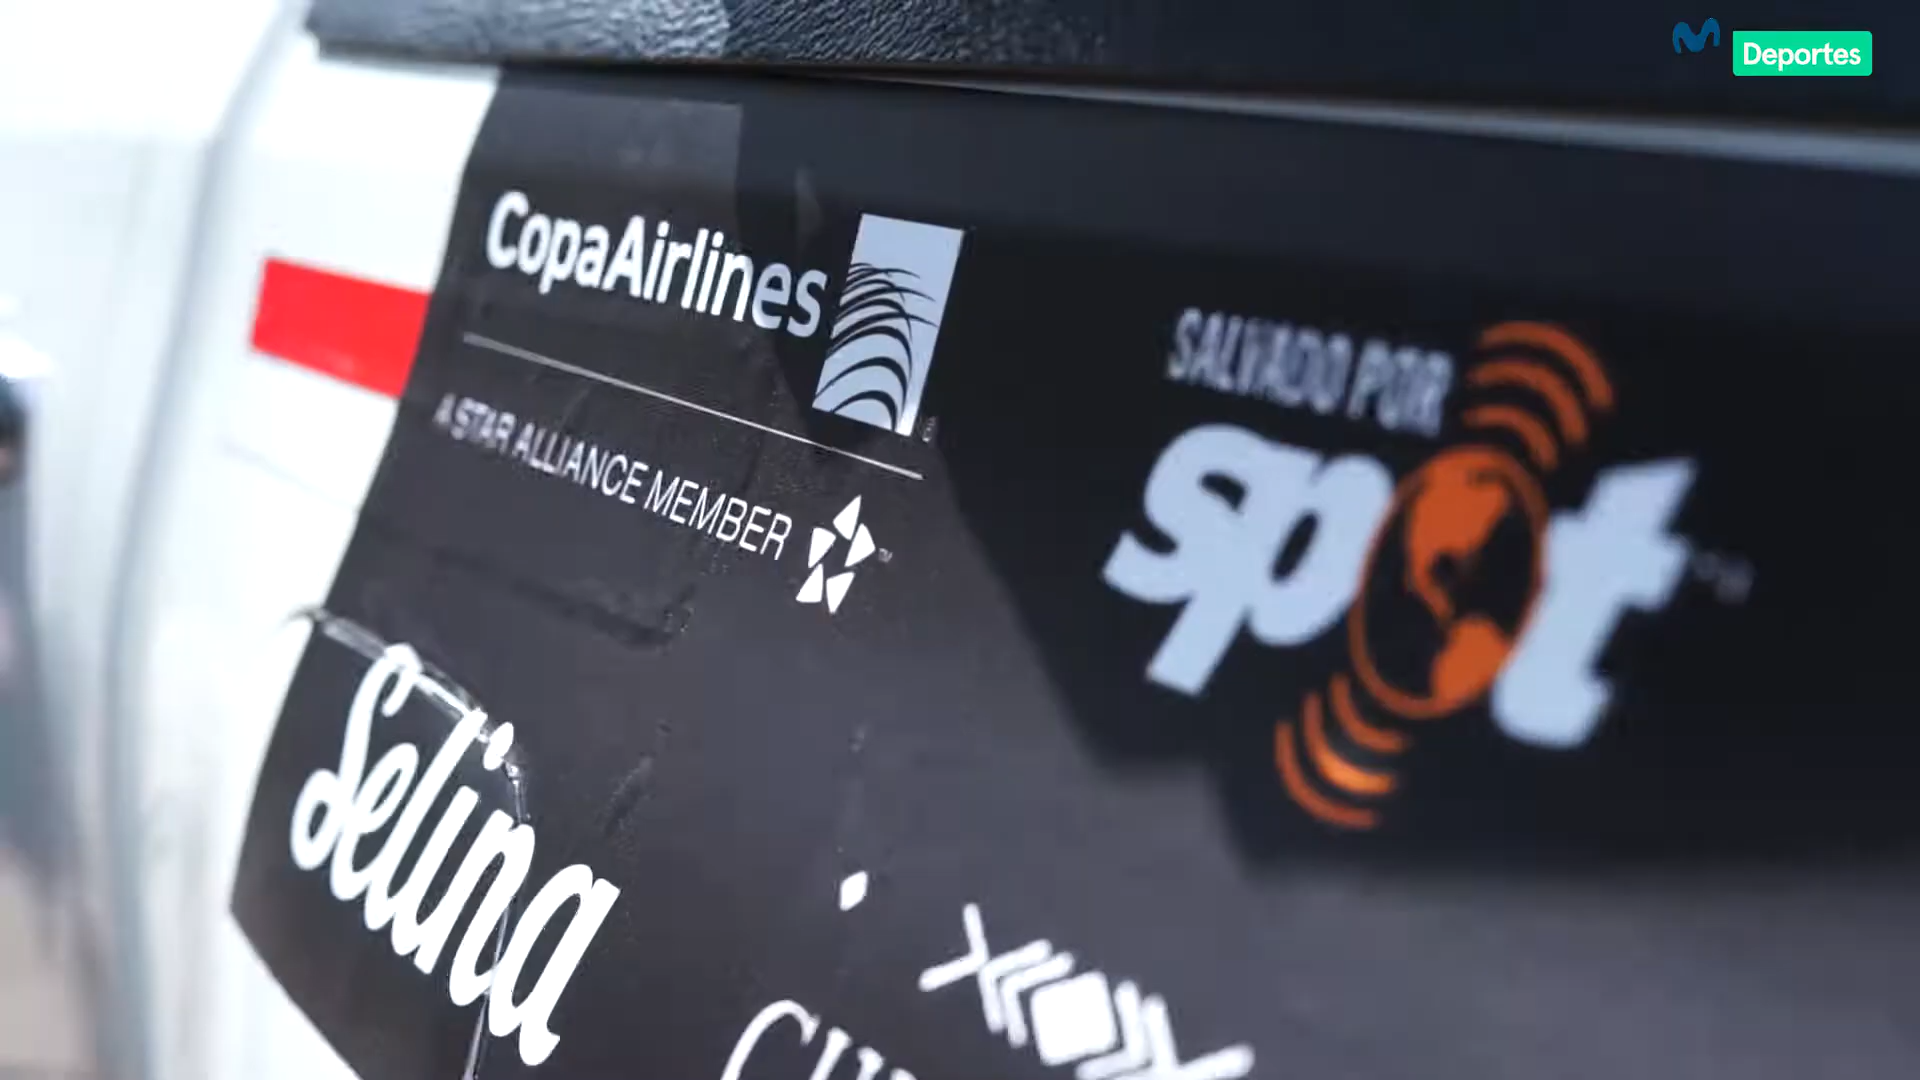 Deportes
CopaAirlines
A STAR ALLIANCE MEMBER
SALVADO POR
spot
Selina